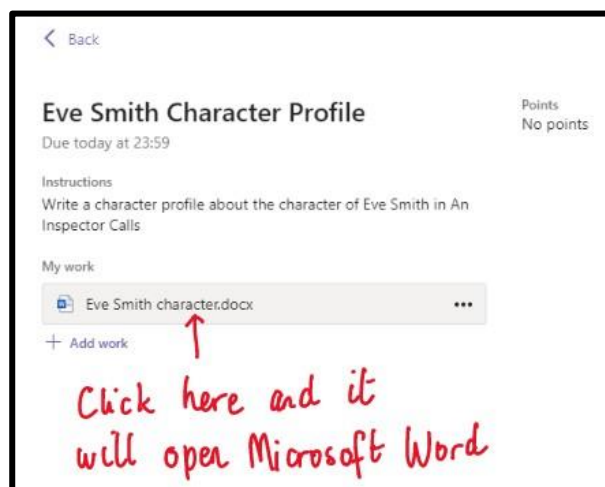 Back
Eve Smith Character Profile
Due today at 23:59
Points
No points
Instructions
Write a character profile about the character of Eve Smith in An
Inspector Calls
My work
Eve Smith character.docx
•••
+ Add work
Click here and it
will open Microsoft Word